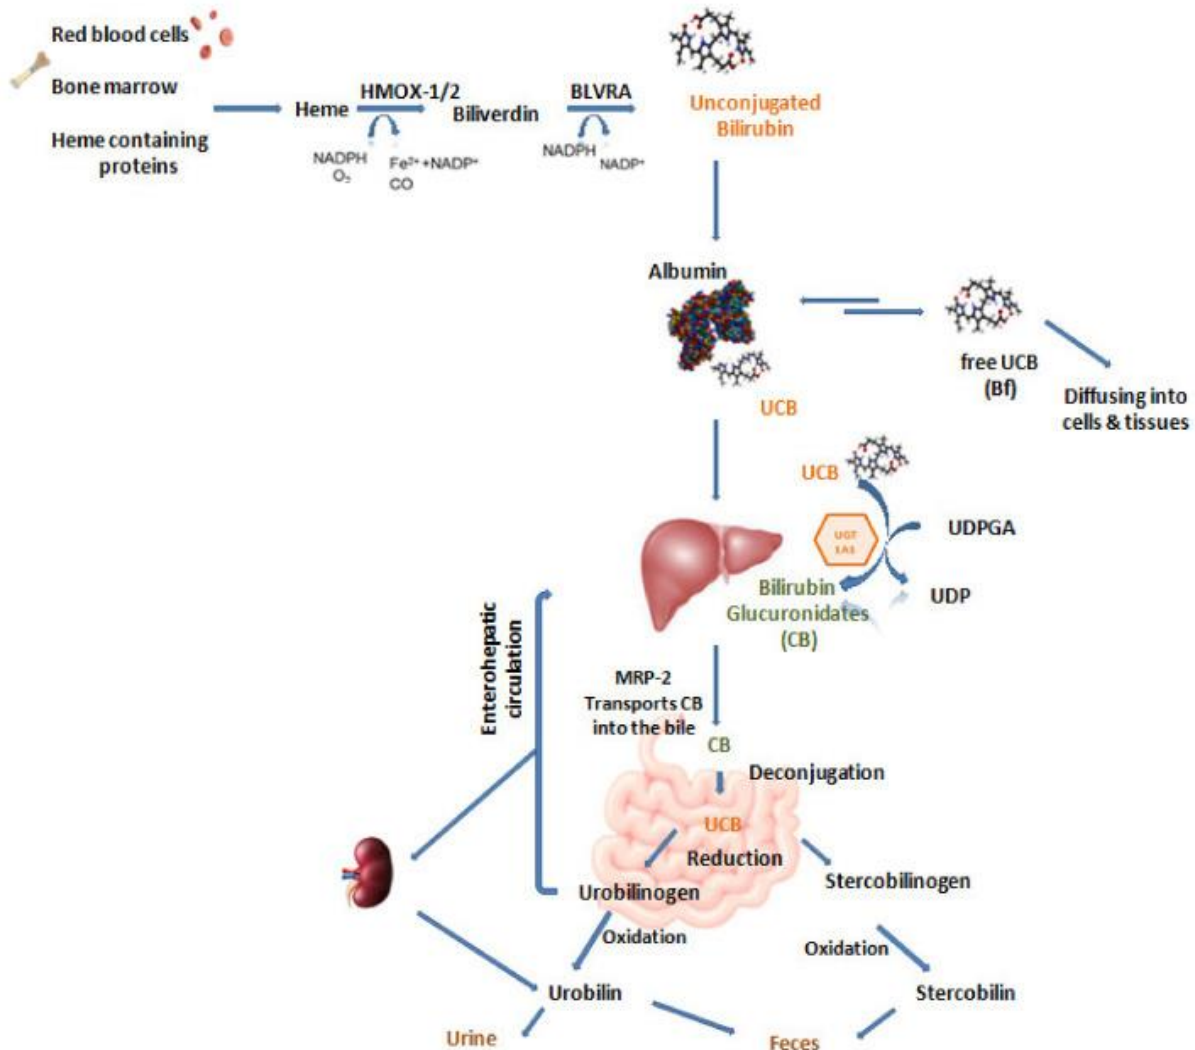 Red blood cells
Bone marrow
Heme containing
proteins
Heme
HMOX-1/2
NADPH
O₂
Fe²⁺ +NADP⁺
CO
Biliverdin
BLVRA
NADPH
NADP⁺
Unconjugated
Bilirubin
Albumin
UCB
free UCB
(Bf)
Diffusing into
cells & tissues
UCB
UGT
1A1
UDPGA
UDP
Bilirubin
Glucuronidates
(CB)
Enterohepatic
circulation
MRP-2
Transports CB
into the bile
CB
Deconjugation
UCB
Reduction
Urobilinogen
Stercobilinogen
Oxidation
Oxidation
Urobilin
Stercobilin
Urine
Feces